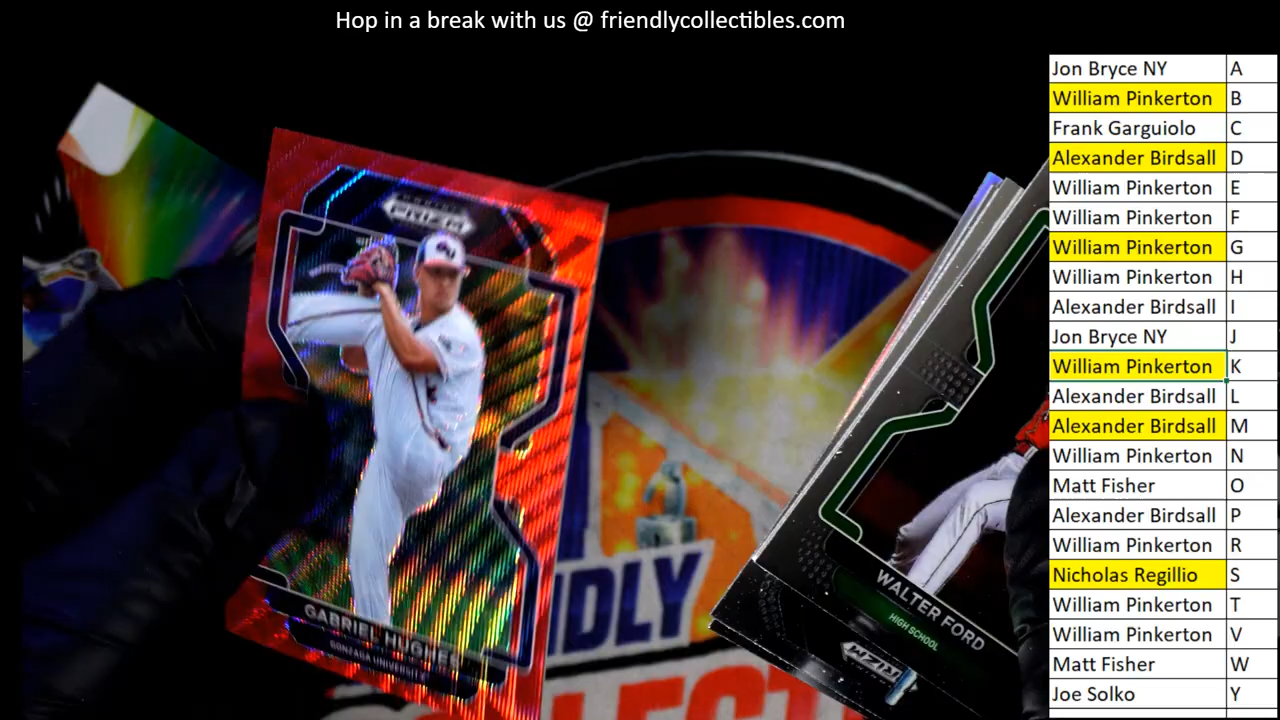 Hop in a break with us @ friendlycollectibles.com
Jon Bryce NY A
William Pinkerton B
Frank Garguiolo C
Alexander Birdsall D
William Pinkerton E
William Pinkerton F
William Pinkerton G
William Pinkerton H
Alexander Birdsall I
Jon Bryce NY J
William Pinkerton K
Alexander Birdsall L
Alexander Birdsall M
William Pinkerton N
Matt Fisher O
Alexander Birdsall P
William Pinkerton R
Nicholas Regillio S
William Pinkerton T
William Pinkerton V
Matt Fisher W
Joe Solko Y
PRIZM
GABRIEL HUGHES
GONZAGA UNIVERSITY
WALTER FORD
HIGH SCHOOL
PRIZM